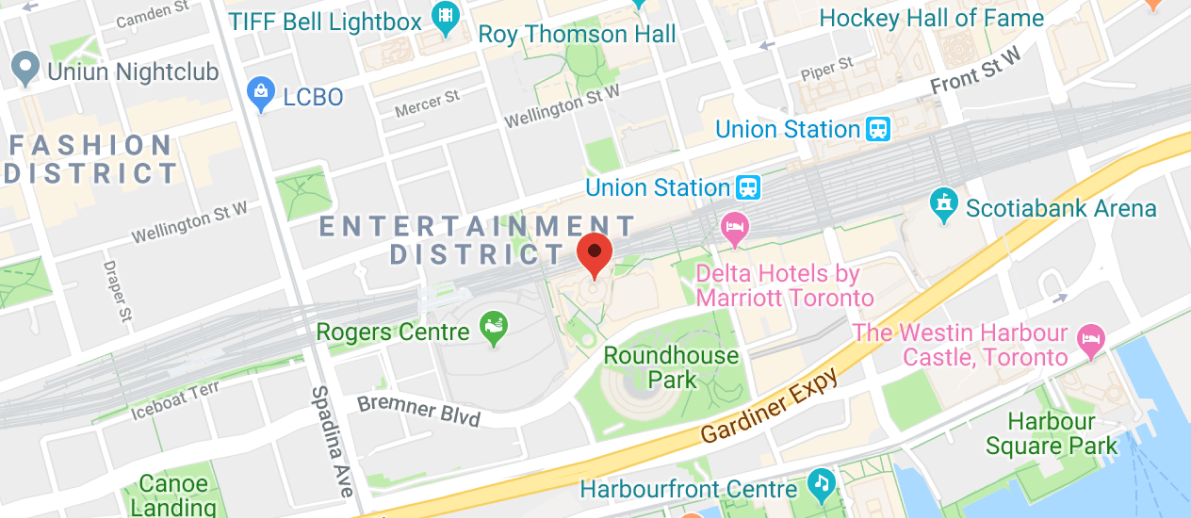 Camden St
TIFF Bell Lightbox
Roy Thomson Hall
Hockey Hall of Fame
Uniun Nightclub
LCBO
Piper St
Front St W
Mercer St
Wellington St W
Union Station
FASHION
DISTRICT
Union Station
Wellington St W
ENTERTAINMENT
DISTRICT
Scotiabank Arena
Draper St
Delta Hotels by
Marriott Toronto
Rogers Centre
The Westin Harbour
Castle, Toronto
Roundhouse
Park
Iceboat Terr
Bremner Blvd
Spadina Ave
Gardiner Expy
Harbour
Square Park
Canoe
Landing
Harbourfront Centre